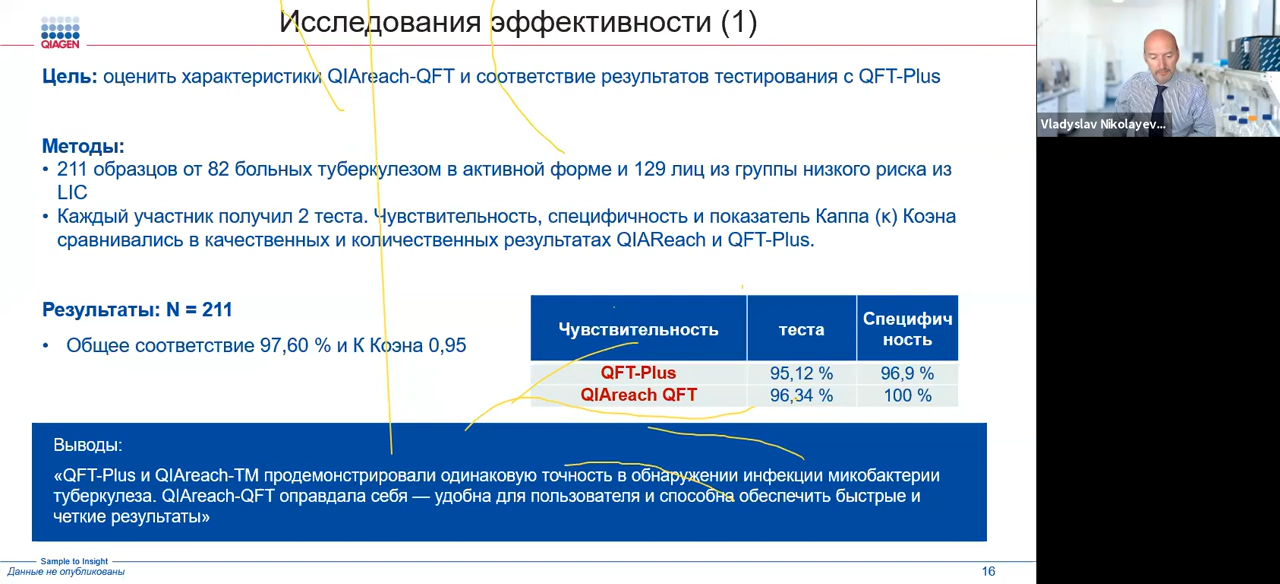 Исследования эффективности (1)
QIAGEN
Цель: оценить характеристики QIAreach-QFT и соответствие результатов тестирования с QFT-Plus
Vladyslav Nikolayev...
Методы:
• 211 образцов от 82 больных туберкулезом в активной форме и 129 лиц из группы низкого риска из
LIC
• Каждый участник получил 2 теста. Чувствительность, специфичность и показатель Каппа (κ) Коэна
сравнивались в качественных и количественных результатах QIAReach и QFT-Plus.
Результаты: N = 211
• Общее соответствие 97,60 % и К Коэна 0,95
Чувствительность теста Специфич
ность
QFT-Plus 95,12 % 96,9 %
QIAreach QFT 96,34 % 100 %
Выводы:
«QFT-Plus и QIAreach-TM продемонстрировали одинаковую точность в обнаружении инфекции микобактерии
туберкулеза. QIAreach-QFT оправдала себя — удобна для пользователя и способна обеспечить быстрые и
четкие результаты»
Sample to Insight
Данные не опубликованы
16